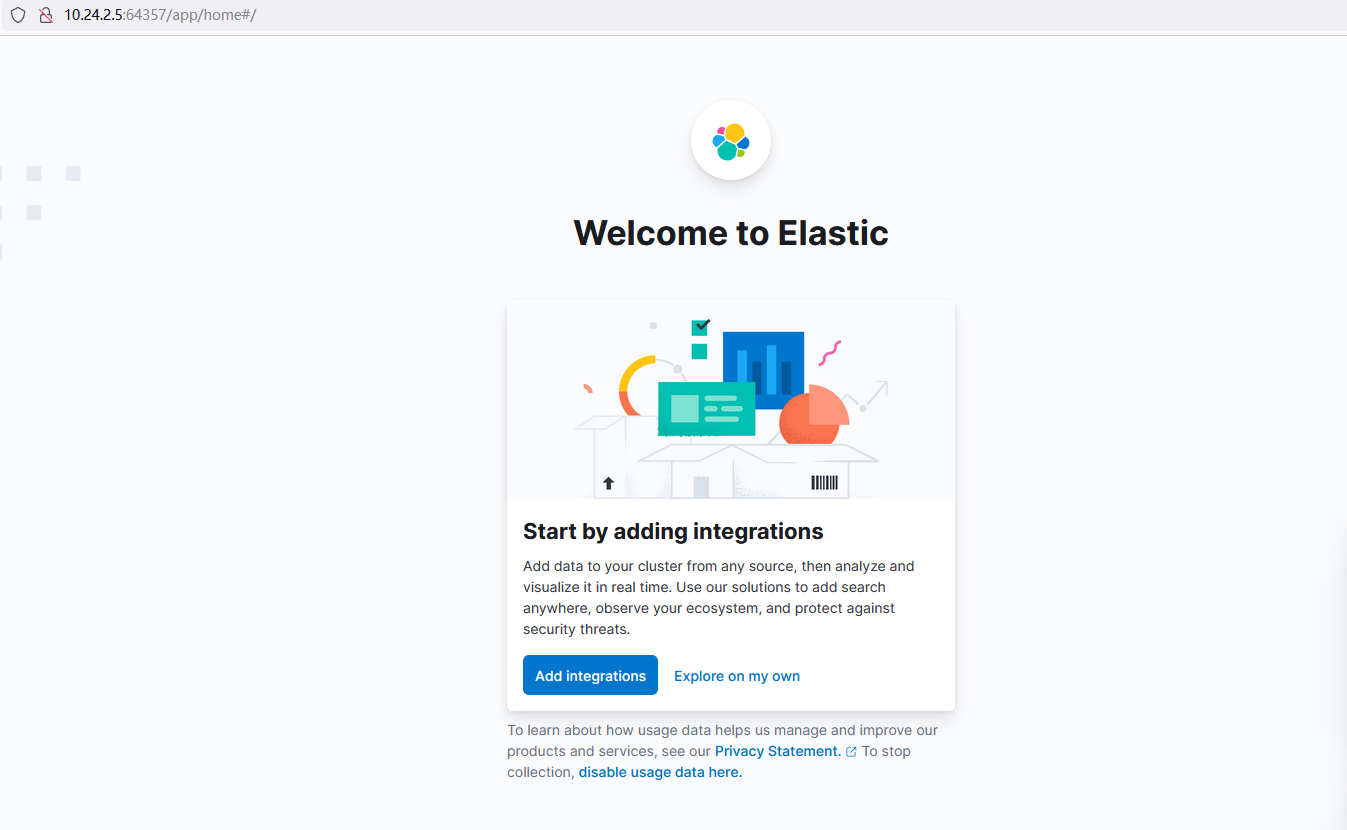 10.24.2.5:64357/app/home#/
Welcome to Elastic
Start by adding integrations
Add data to your cluster from any source, then analyze and
visualize it in real time. Use our solutions to add search
anywhere, observe your ecosystem, and protect against
security threats.
Add integrations Explore on my own
To learn about how usage data helps us manage and improve our
products and services, see our Privacy Statement. To stop
collection, disable usage data here.